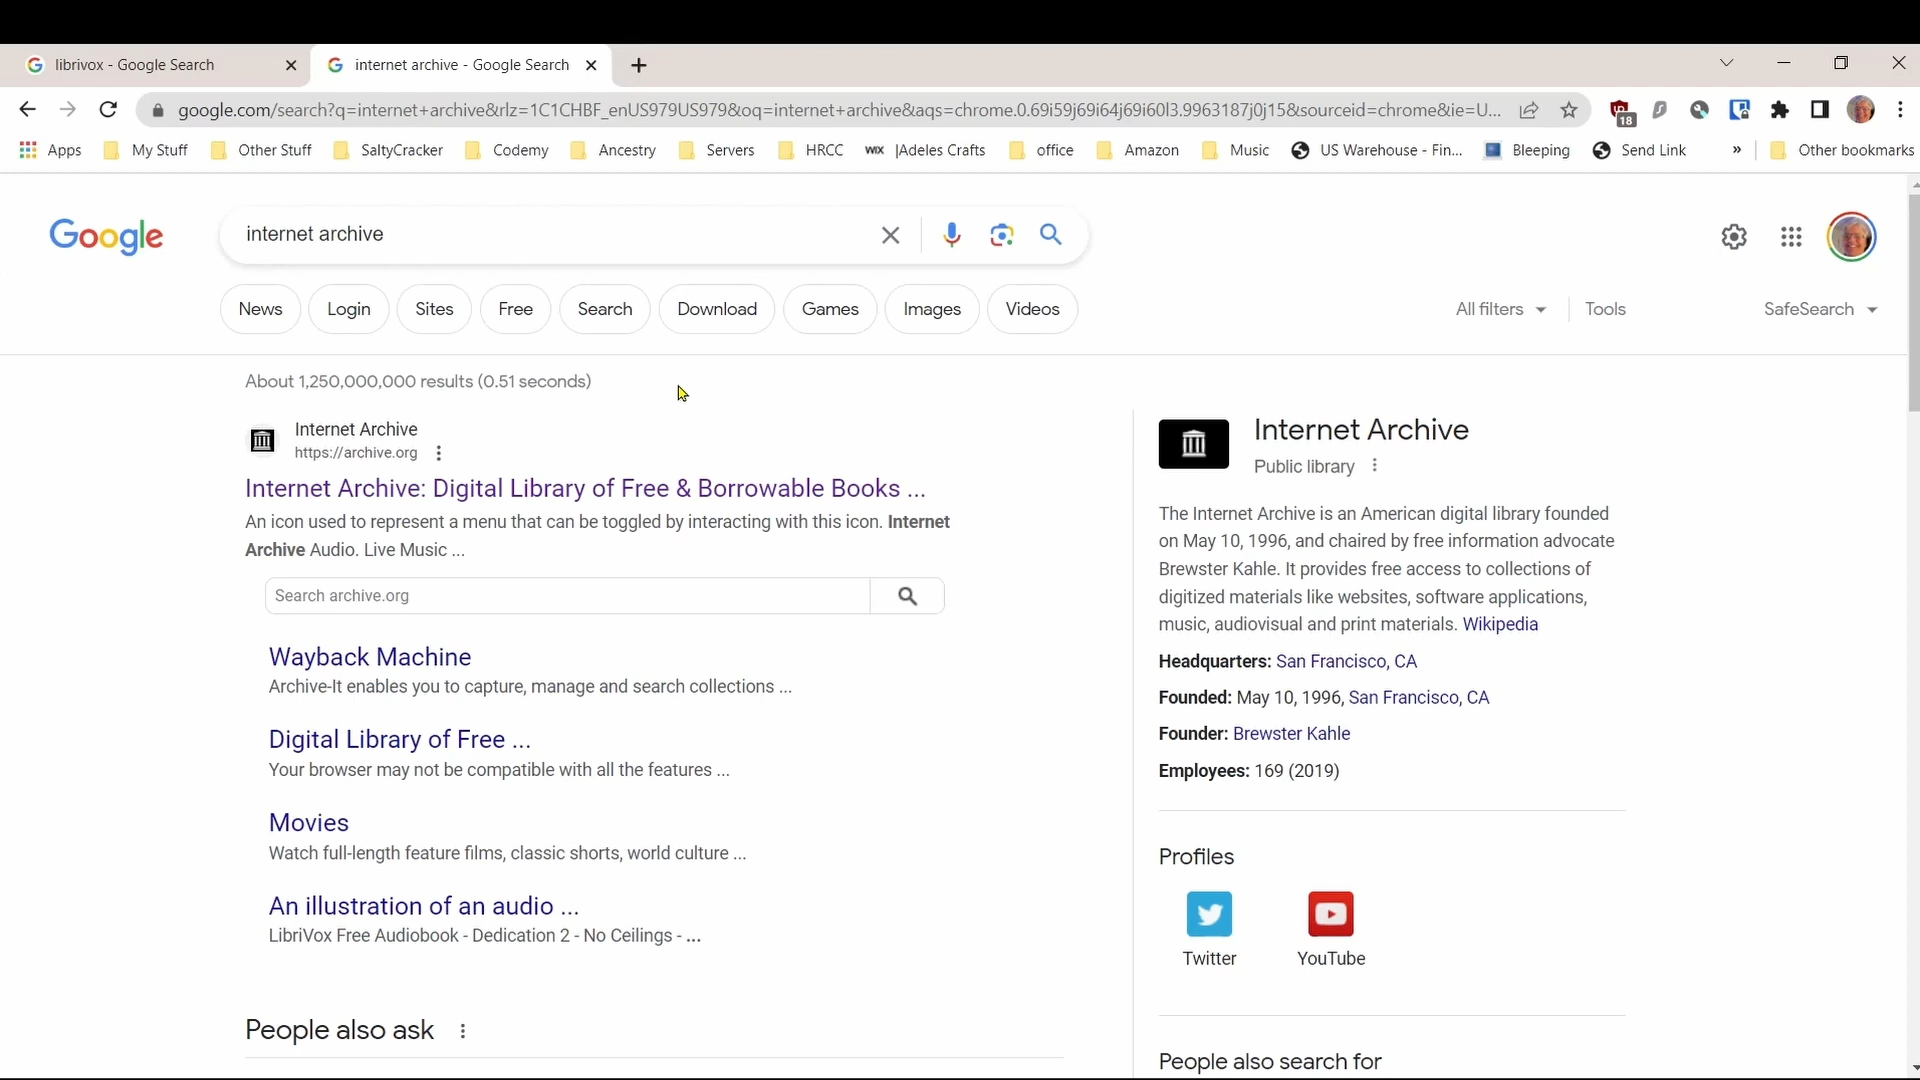 librivox - Google Search
internet archive - Google Search
google.com/search?q=internet+archive&rlz=1C1CHBF_enUS979US979&oq=internet+archive&aqs=chrome.0.69i59j69i64j69i60l3.9963187j0j15&sourceid=chrome&ie=U...
18
Apps My Stuff Other Stuff SaltyCracker Codemy Ancestry Servers HRCC WIX |Adeles Crafts office Amazon Music US Warehouse - Fin... Bleeping Send Link » Other bookmarks
Google
internet archive
News Login Sites Free Search Download Games Images Videos All filters Tools SafeSearch
About 1,250,000,000 results (0.51 seconds)
Internet Archive
https://archive.org
Internet Archive: Digital Library of Free & Borrowable Books ...
An icon used to represent a menu that can be toggled by interacting with this icon. Internet
Archive Audio. Live Music ...
Search archive.org
Wayback Machine
Archive-It enables you to capture, manage and search collections ...
Digital Library of Free ...
Your browser may not be compatible with all the features ...
Movies
Watch full-length feature films, classic shorts, world culture ...
An illustration of an audio ...
LibriVox Free Audiobook - Dedication 2 - No Ceilings - ...
People also ask
Internet Archive
Public library
The Internet Archive is an American digital library founded
on May 10, 1996, and chaired by free information advocate
Brewster Kahle. It provides free access to collections of
digitized materials like websites, software applications,
music, audiovisual and print materials. Wikipedia
Headquarters: San Francisco, CA
Founded: May 10, 1996, San Francisco, CA
Founder: Brewster Kahle
Employees: 169 (2019)
Profiles
Twitter YouTube
People also search for